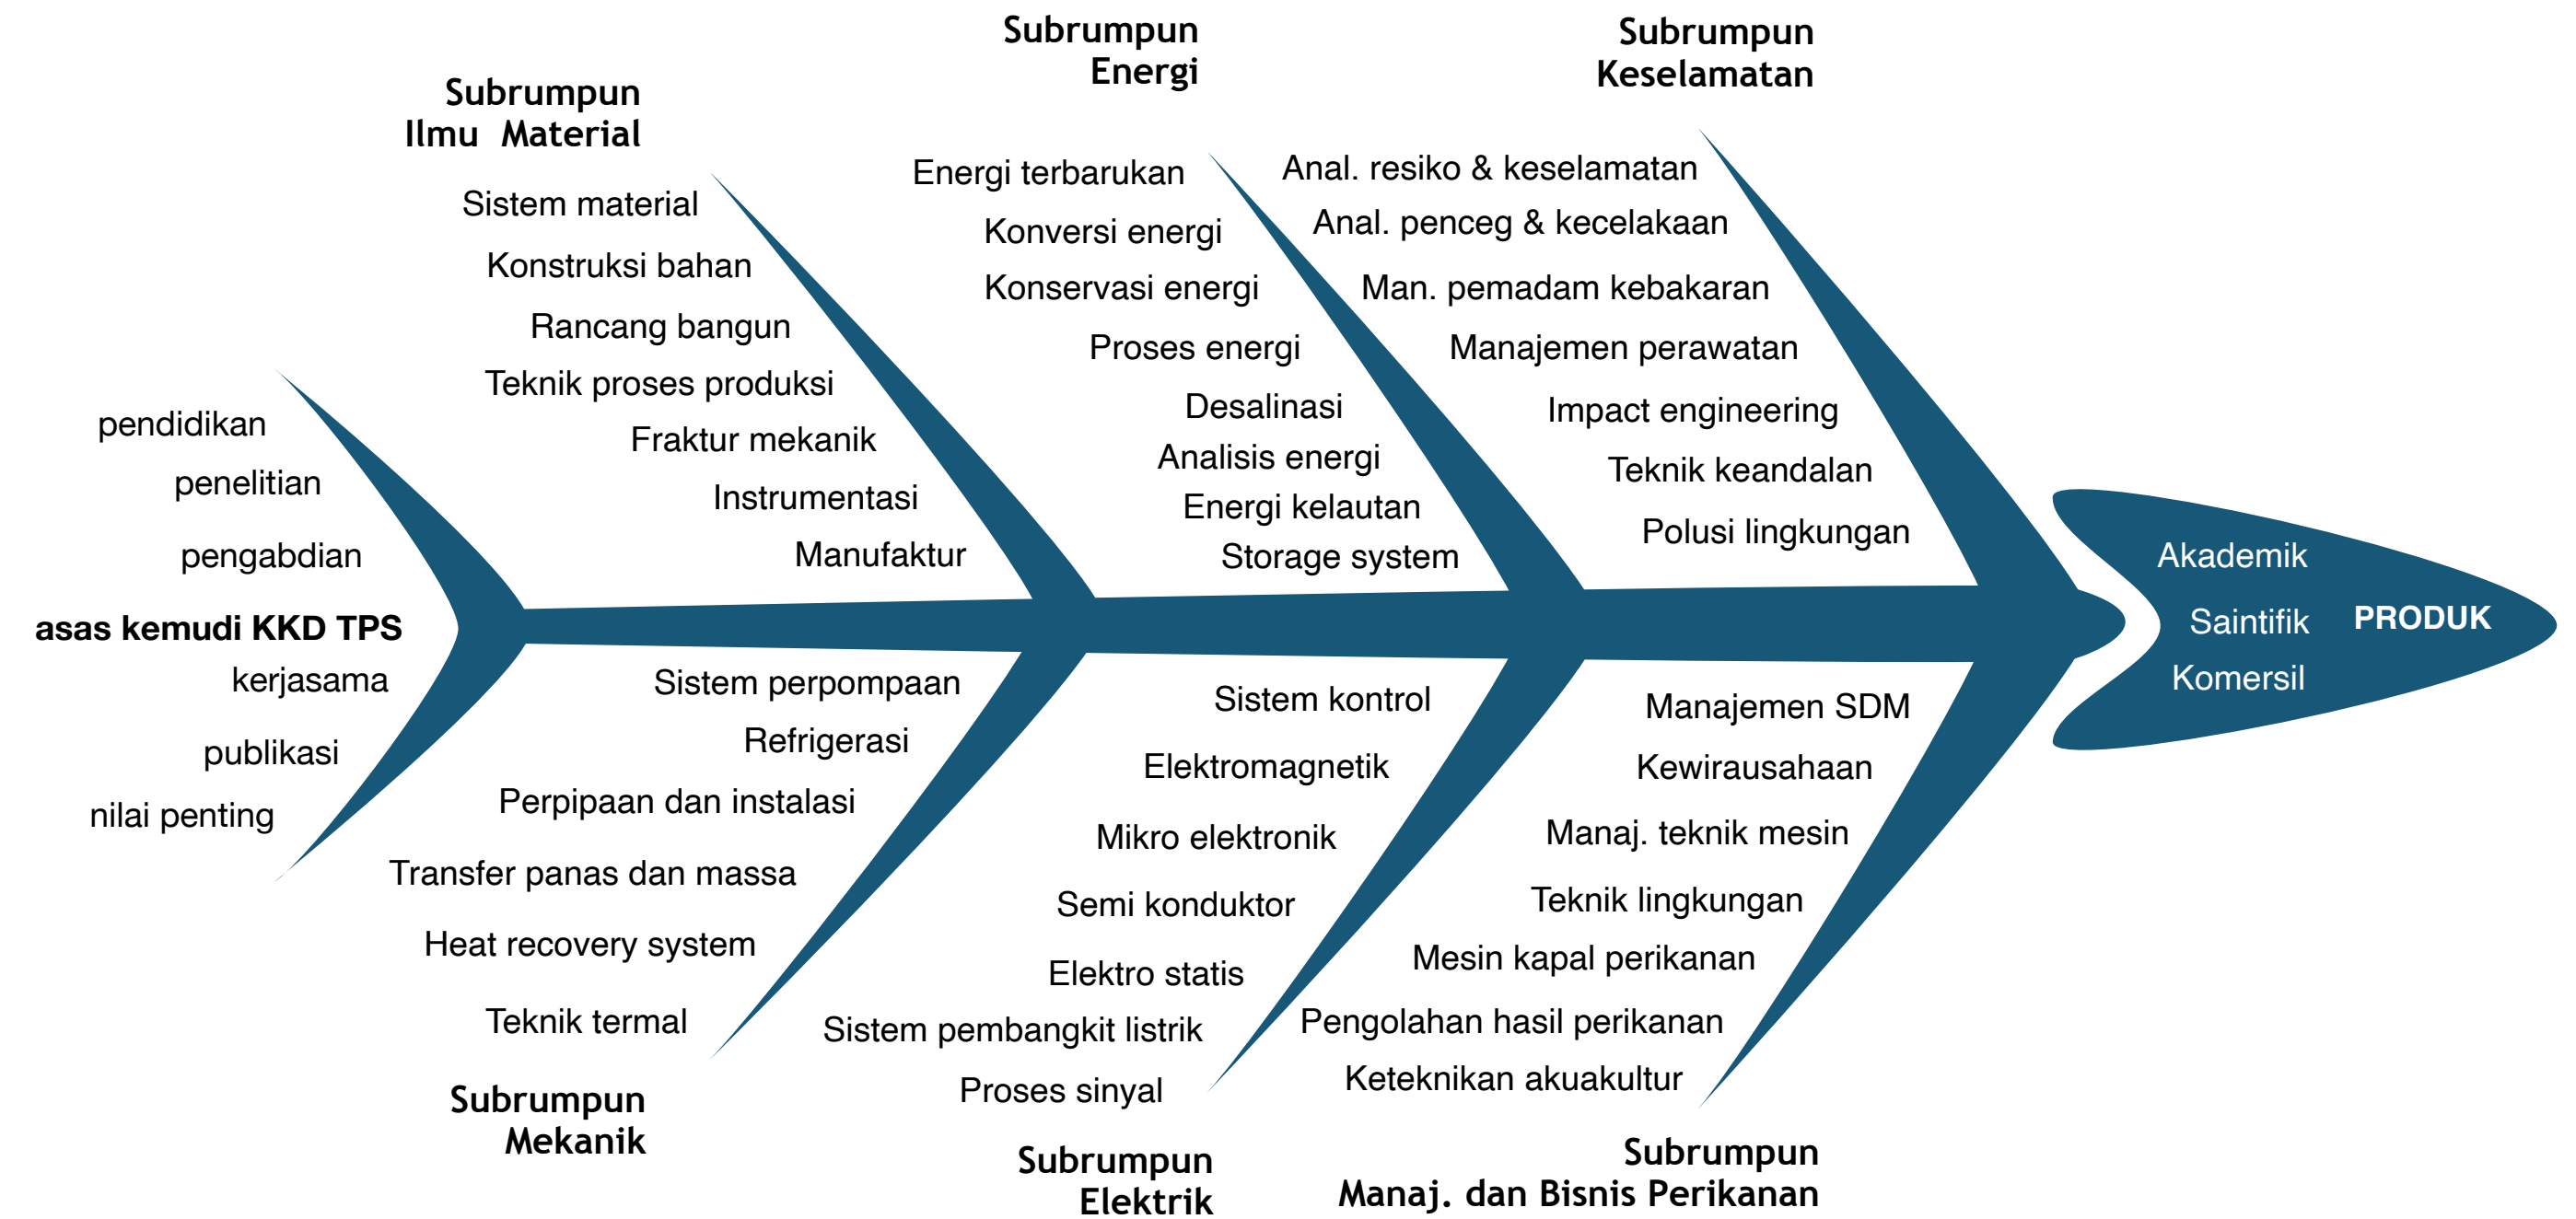 Subrumpun
Ilmu Material
Sistem material
Konstruksi bahan
Rancang bangun
Teknik proses produksi
Fraktur mekanik
Instrumentasi
Manufaktur
Subrumpun
Energi
Energi terbarukan
Konversi energi
Konservasi energi
Proses energi
Desalinasi
Analisis energi
Energi kelautan
Storage system
Subrumpun
Keselamatan
Anal. resiko & keselamatan
Anal. penceg & kecelakaan
Man. pemadam kebakaran
Manajemen perawatan
Impact engineering
Teknik keandalan
Polusi lingkungan
pendidikan
penelitian
pengabdian
asas kemudi KKD TPS
kerjasama
publikasi
nilai penting
Sistem perpompaan
Refrigerasi
Perpipaan dan instalasi
Transfer panas dan massa
Heat recovery system
Teknik termal
Subrumpun
Mekanik
Sistem kontrol
Elektromagnetik
Mikro elektronik
Semi konduktor
Elektro statis
Sistem pembangkit listrik
Proses sinyal
Subrumpun
Elektrik
Manajemen SDM
Kewirausahaan
Manaj. teknik mesin
Teknik lingkungan
Mesin kapal perikanan
Pengolahan hasil perikanan
Keteknikan akuakultur
Subrumpun
Manaj. dan Bisnis Perikanan
Akademik
Saintifik
Komersil
PRODUK